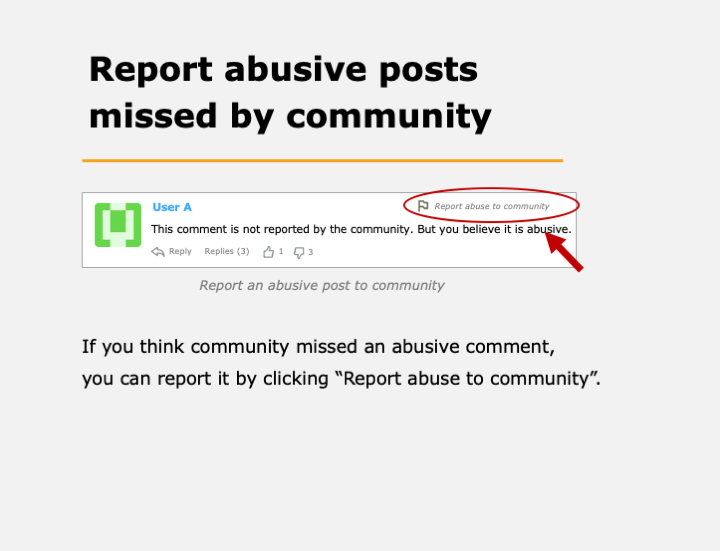 Report abusive posts
missed by community
User A
Report abuse to community
This comment is not reported by the community. But you believe it is abusive.
Reply Replies (3) 1 3
Report an abusive post to community
If you think community missed an abusive comment,
you can report it by clicking “Report abuse to community”.